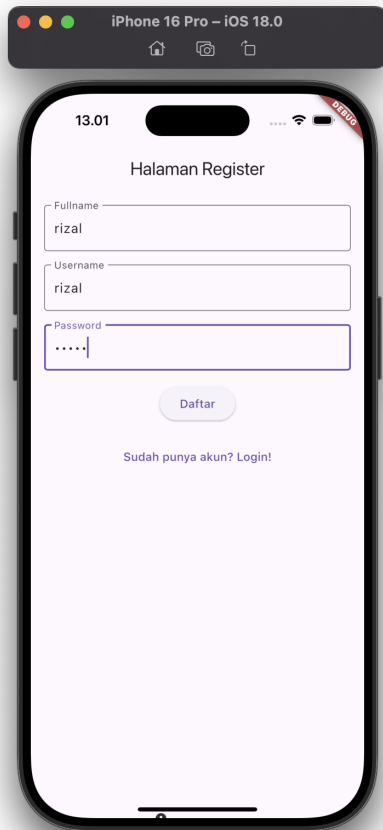 iPhone 16 Pro – iOS 18.0
13.01
DEBUG
Halaman Register
Fullname
rizal
Username
rizal
Password
•••••
Daftar
Sudah punya akun? Login!